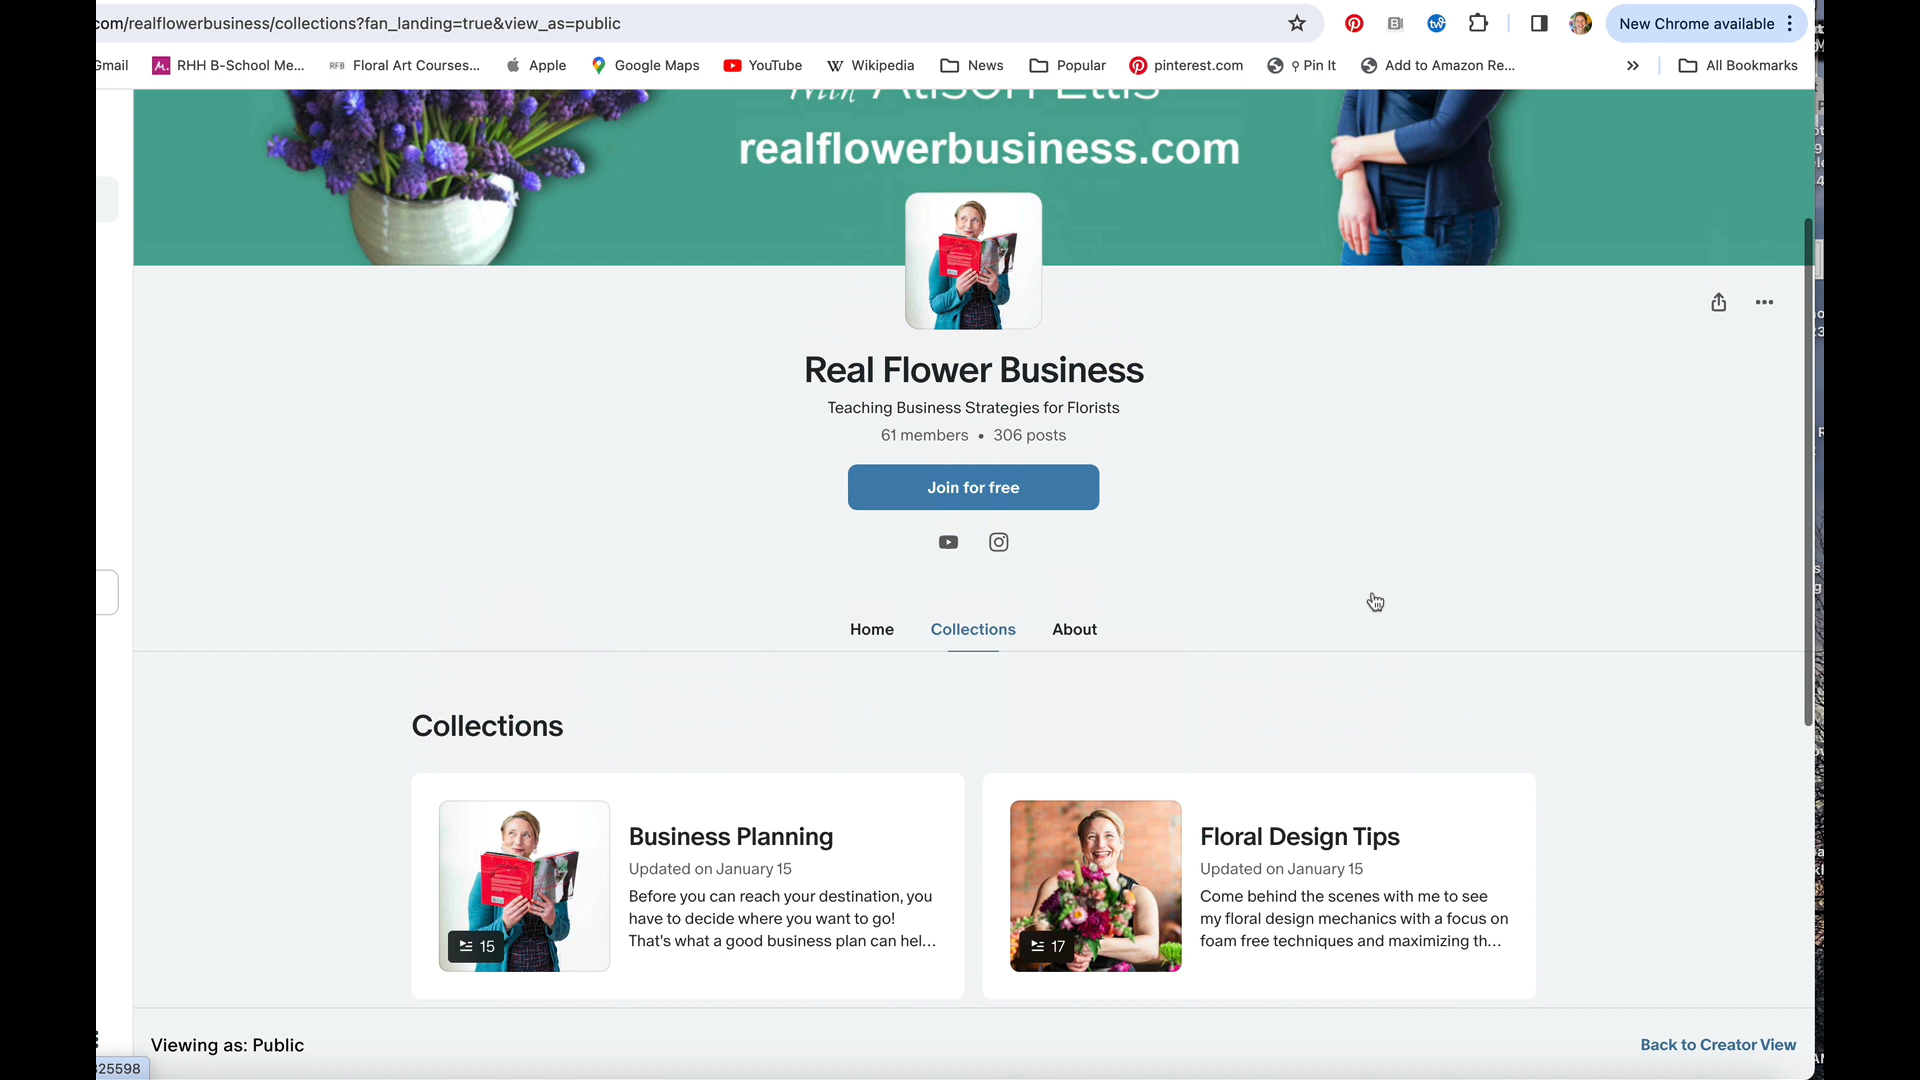 com/realflowerbusiness/collections?fan_landing=true&view_as=public
New Chrome available
Gmail
RHH B-School Me...
RFB Floral Art Courses...
Apple
Google Maps
YouTube
W Wikipedia
News
Popular
pinterest.com
Pin It
Add to Amazon Re...
All Bookmarks
with Alison Ellis
realflowerbusiness.com
Real Flower Business
Teaching Business Strategies for Florists
61 members • 306 posts
Join for free
Home
Collections
About
Collections
Business Planning
Updated on January 15
Before you can reach your destination, you
have to decide where you want to go!
That's what a good business plan can hel...
15
Floral Design Tips
Updated on January 15
Come behind the scenes with me to see
my floral design mechanics with a focus on
foam free techniques and maximizing th...
17
Viewing as: Public
Back to Creator View
25598